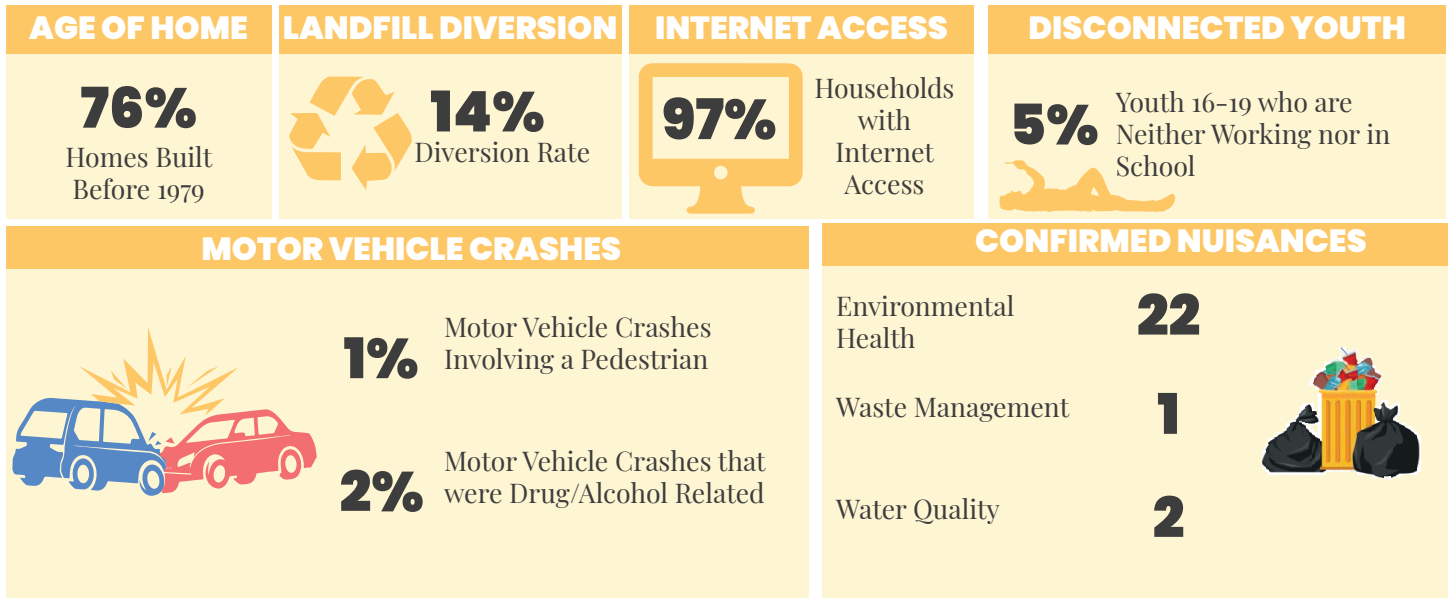 AGE OF HOME
76%
Homes Built
Before 1979
LANDFILL DIVERSION
14%
Diversion Rate
INTERNET ACCESS
97%
Households
with
Internet
Access
DISCONNECTED YOUTH
5%
Youth 16-19 who are
Neither Working nor in
School
MOTOR VEHICLE CRASHES
1%
Motor Vehicle Crashes
Involving a Pedestrian
2%
Motor Vehicle Crashes that
were Drug/Alcohol Related
CONFIRMED NUISANCES
Environmental
Health
22
Waste Management
1
Water Quality
2